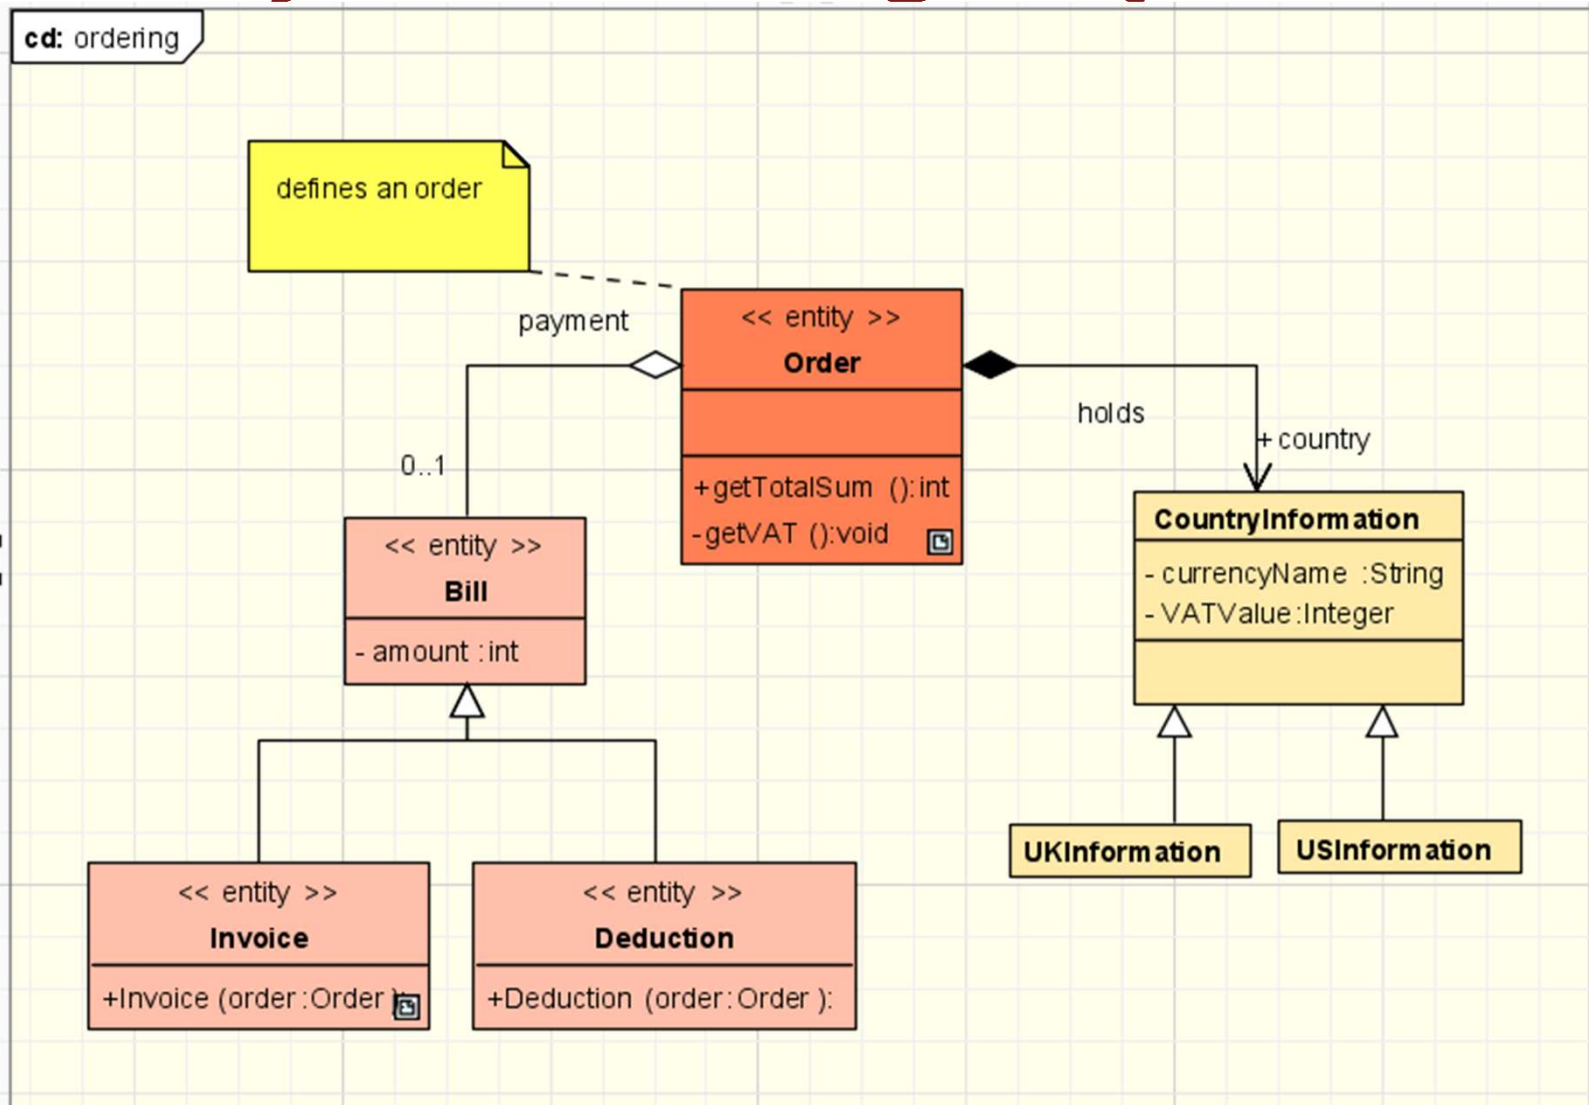 cd: ordering
defines an order
payment
<< entity >>
Order
holds
+ country
0..1
+getTotalSum ():int
-getVAT ():void
CountryInformation
- currencyName :String
- VATValue:Integer
<< entity >>
Bill
- amount :int
UKInformation
USInformation
<< entity >>
Invoice
+Invoice (order:Order ):
<< entity >>
Deduction
+Deduction (order:Order ):